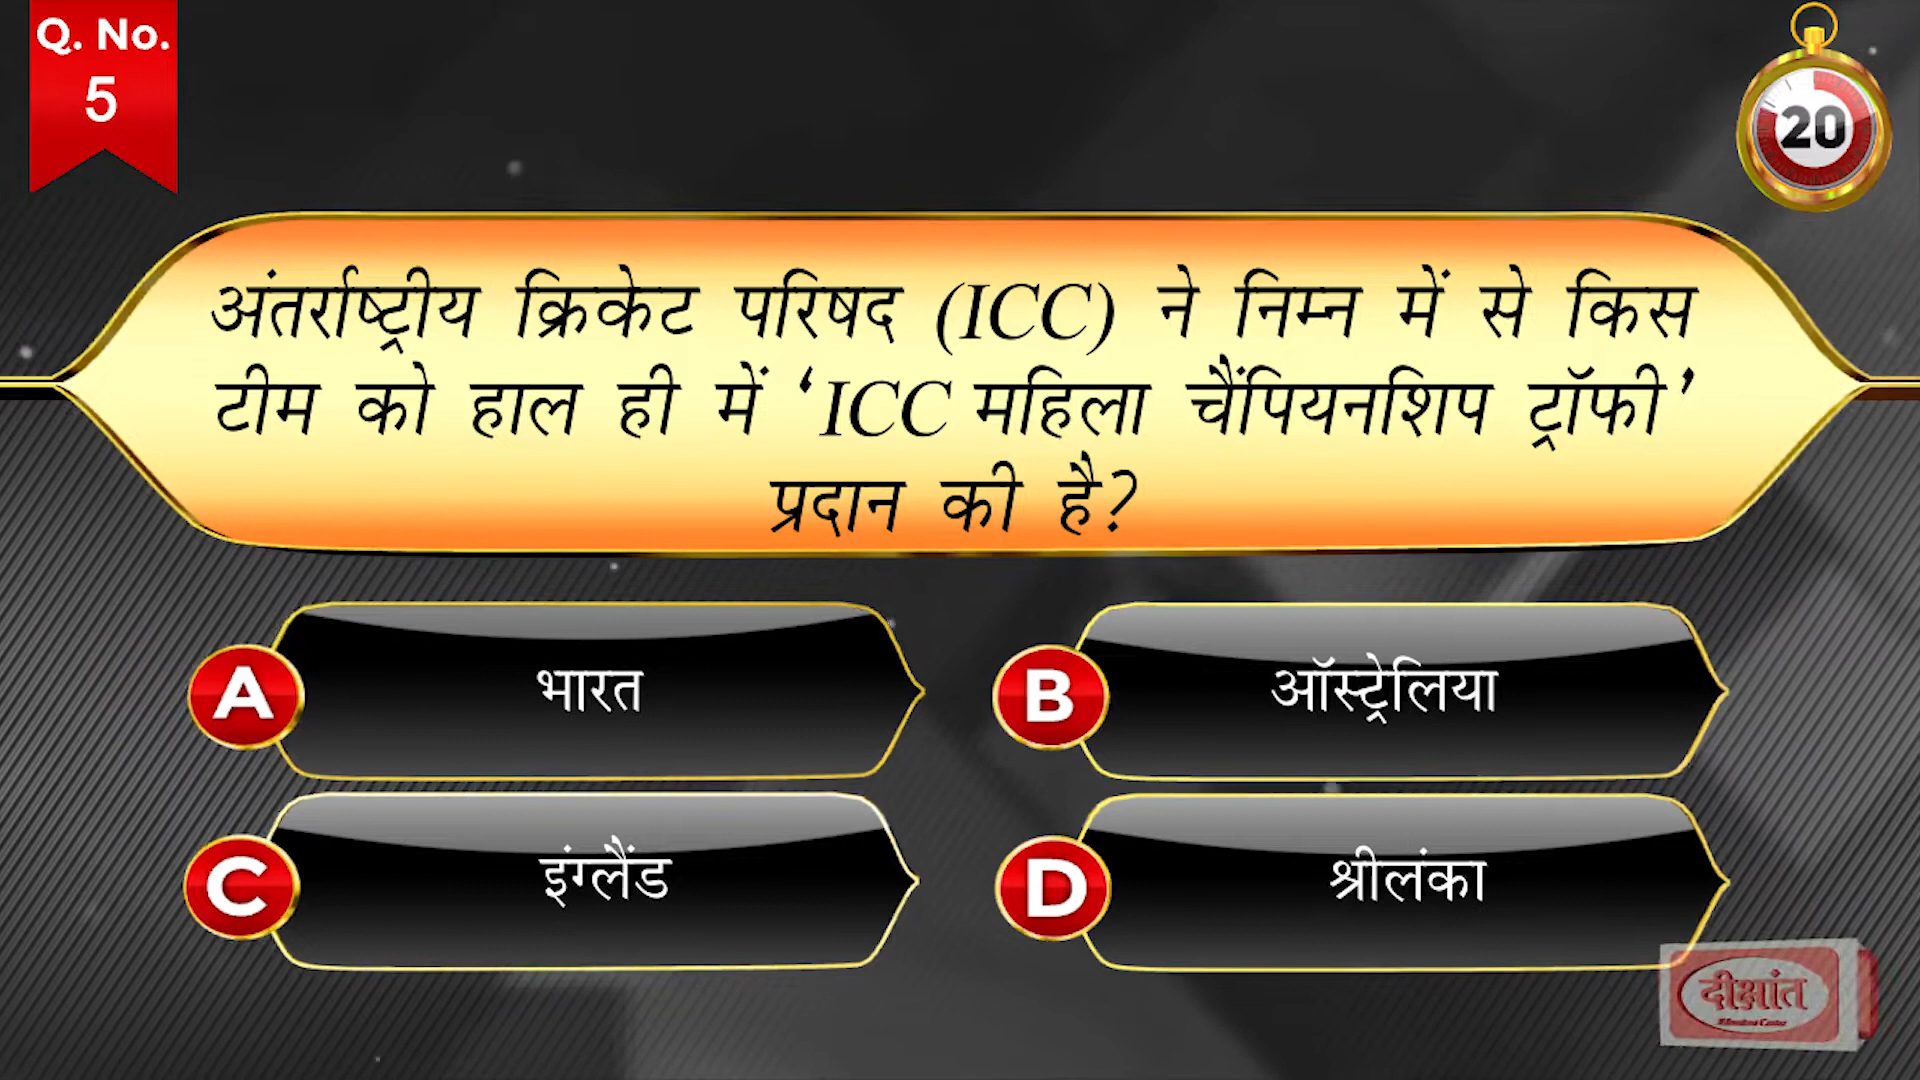 Q. No.
5
20
अंतर्राष्ट्रीय क्रिकेट परिषद (ICC) ने निम्न में से किस
टीम को हाल ही में ‘ICC महिला चैंपियनशिप ट्रॉफी’
प्रदान की है?
A भारत
B ऑस्ट्रेलिया
C इंग्लैंड
D श्रीलंका
दीक्षांत